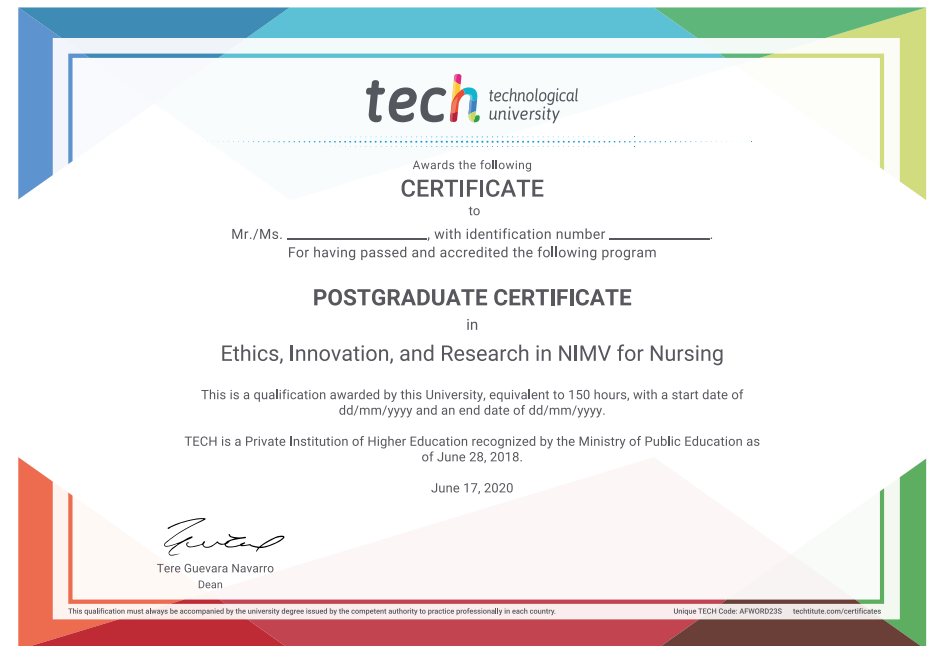 tech technological
university
Awards the following
CERTIFICATE
to
Mr./Ms. ____________________, with identification number ______________.
For having passed and accredited the following program
POSTGRADUATE CERTIFICATE
in
Ethics, Innovation, and Research in NIMV for Nursing
This is a qualification awarded by this University, equivalent to 150 hours, with a start date of
dd/mm/yyyy and an end date of dd/mm/yyyy.
TECH is a Private Institution of Higher Education recognized by the Ministry of Public Education as
of June 28, 2018.
June 17, 2020
Tere Guevara Navarro
Dean
This qualification must always be accompanied by the university degree issued by the competent authority to practice professionally in each country. Unique TECH Code: AFWORD23S techtitute.com/certificates